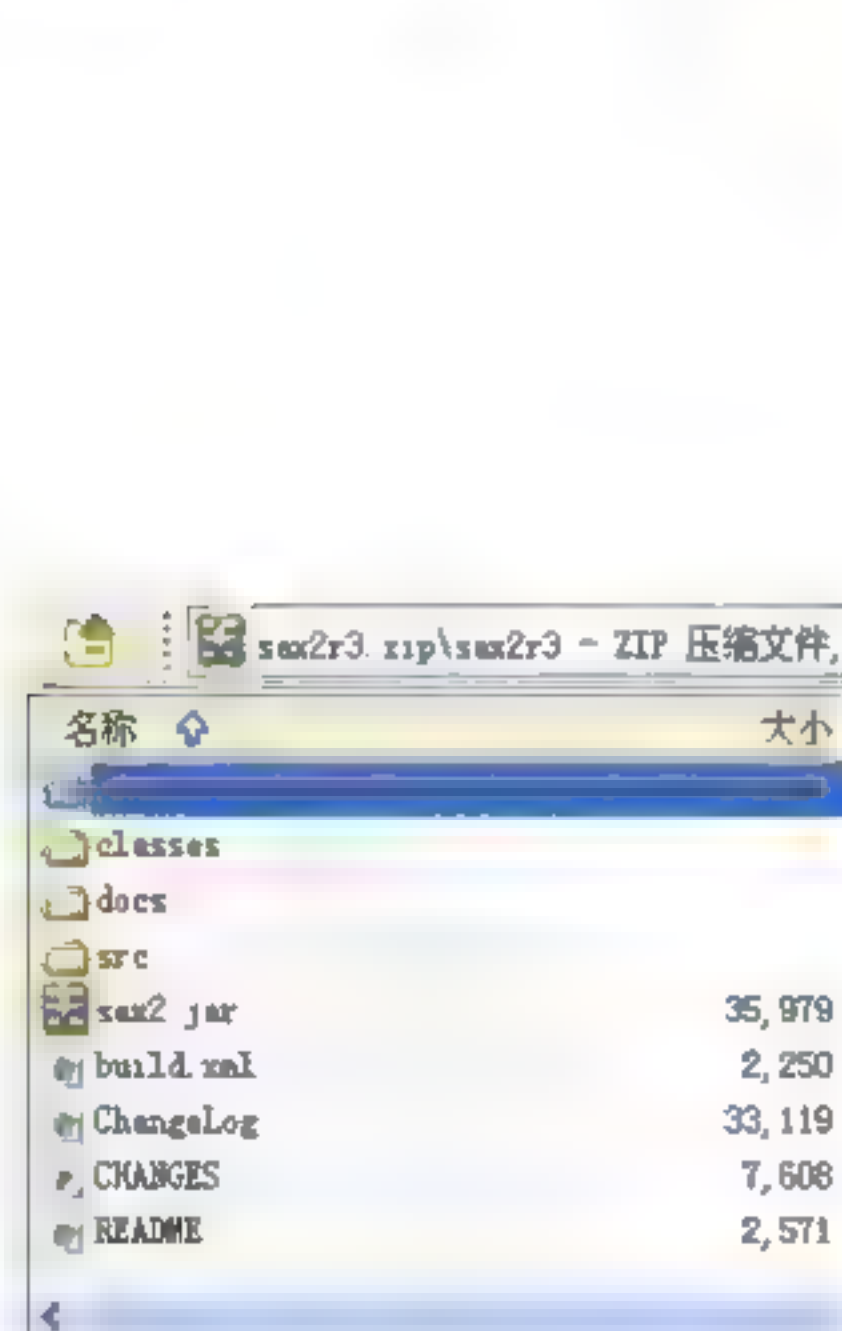 sax2r3.zip\sax2r3 - ZIP 压缩文件,
名称 大小
classes
docs
src
sax2.jar 35,979
build.xml 2,250
ChangeLog 33,119
CHANGES 7,608
README 2,571